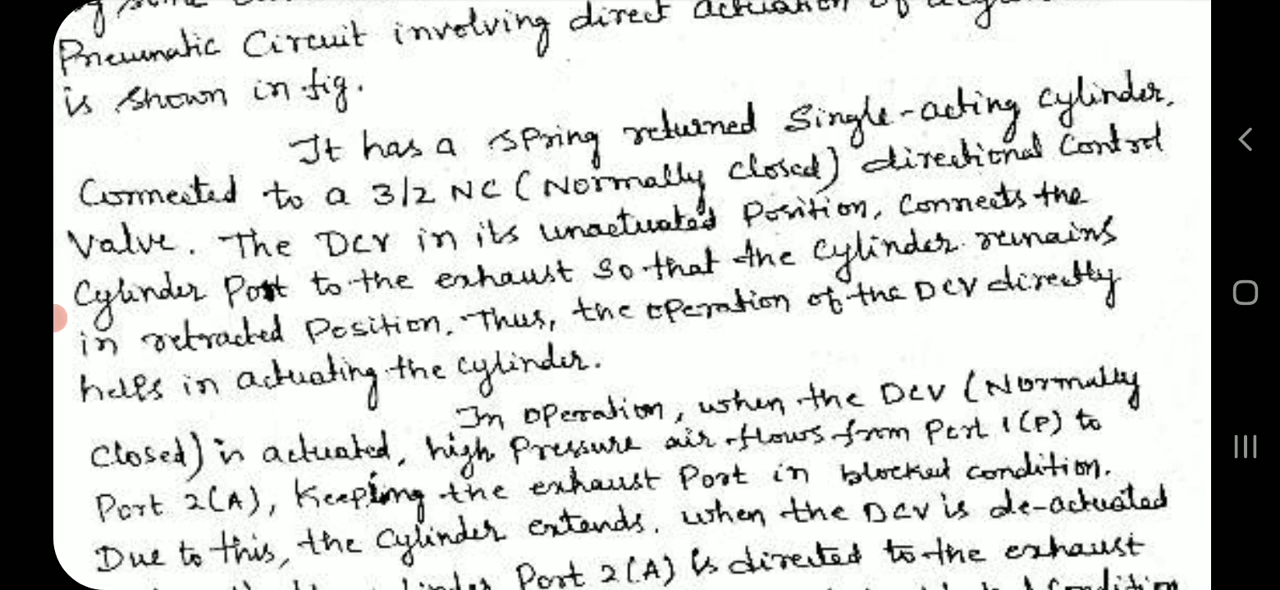 Pneumatic Circuit involving direct actuation of
is shown in fig.
It has a spring returned Single-acting cylinder.
Connected to a 3/2 NC (Normally closed) directional control
Valve. The DCV in its unactuated Position, connects the
Cylinder Port to the exhaust so that the cylinder remains
in retracted Position. Thus, the operation of the DCV directly
helps in actuating the cylinder.
In operation, when the DCV (Normally
closed) is actuated, high Pressure air flows from Port 1(P) to
Port 2(A), Keeping the exhaust Port in blocked condition.
Due to this, the cylinder extends. when the DCV is de-actuated
Port 2(A) is directed to the exhaust
condition